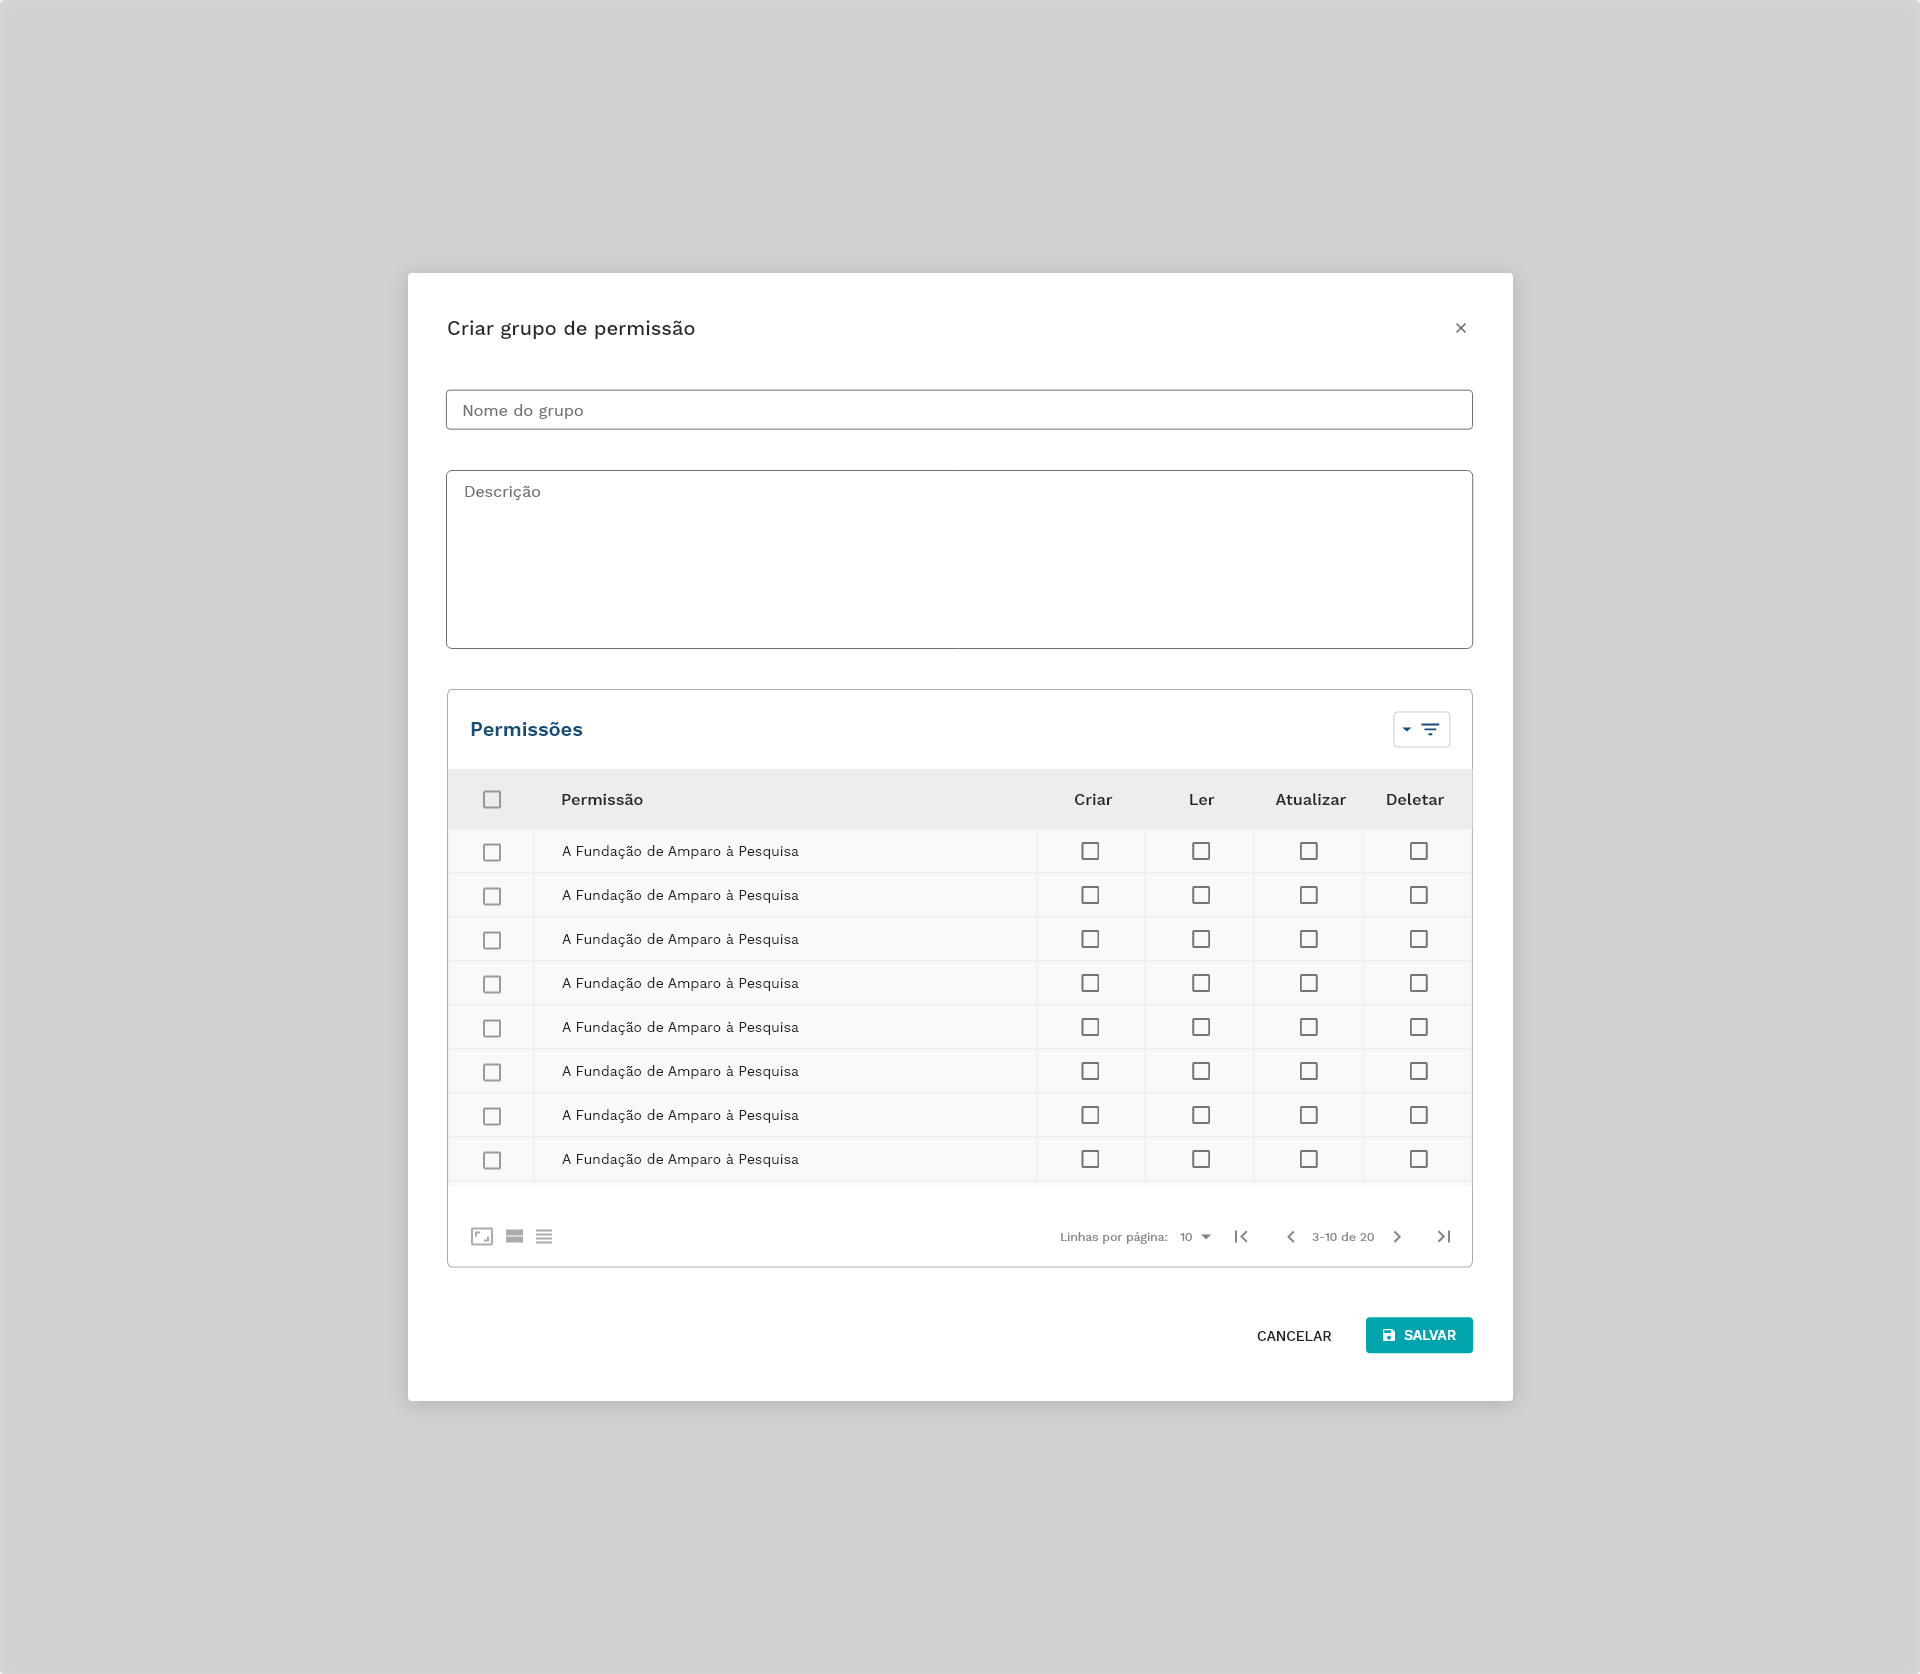 Criar grupo de permissão
Nome do grupo
Descrição
Permissões
Permissão Criar Ler Atualizar Deletar
A Fundação de Amparo à Pesquisa
A Fundação de Amparo à Pesquisa
A Fundação de Amparo à Pesquisa
A Fundação de Amparo à Pesquisa
A Fundação de Amparo à Pesquisa
A Fundação de Amparo à Pesquisa
A Fundação de Amparo à Pesquisa
A Fundação de Amparo à Pesquisa
Linhas por página: 10 3-10 de 20
CANCELAR SALVAR